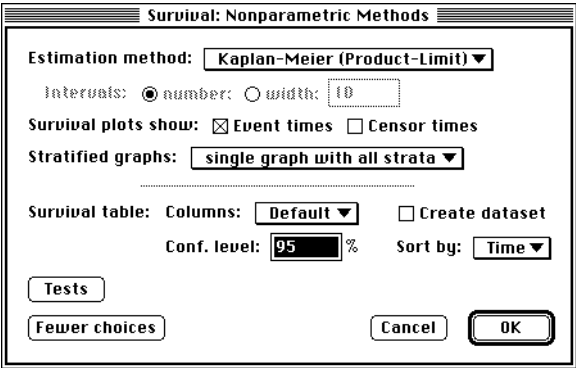 Survival: Nonparametric Methods
Estimation method: Kaplan-Meier (Product-Limit)
Intervals: number: width: 10
Survival plots show: Event times Censor times
Stratified graphs: single graph with all strata
Survival table: Columns: Default Create dataset
Conf. level: 95 % Sort by: Time
Tests
Fewer choices Cancel OK